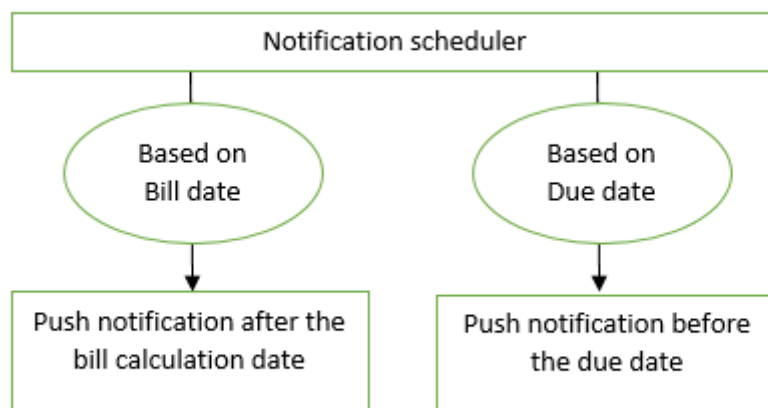 Notification scheduler
Based on
Bill date
Based on
Due date
Push notification after the
bill calculation date
Push notification before
the due date